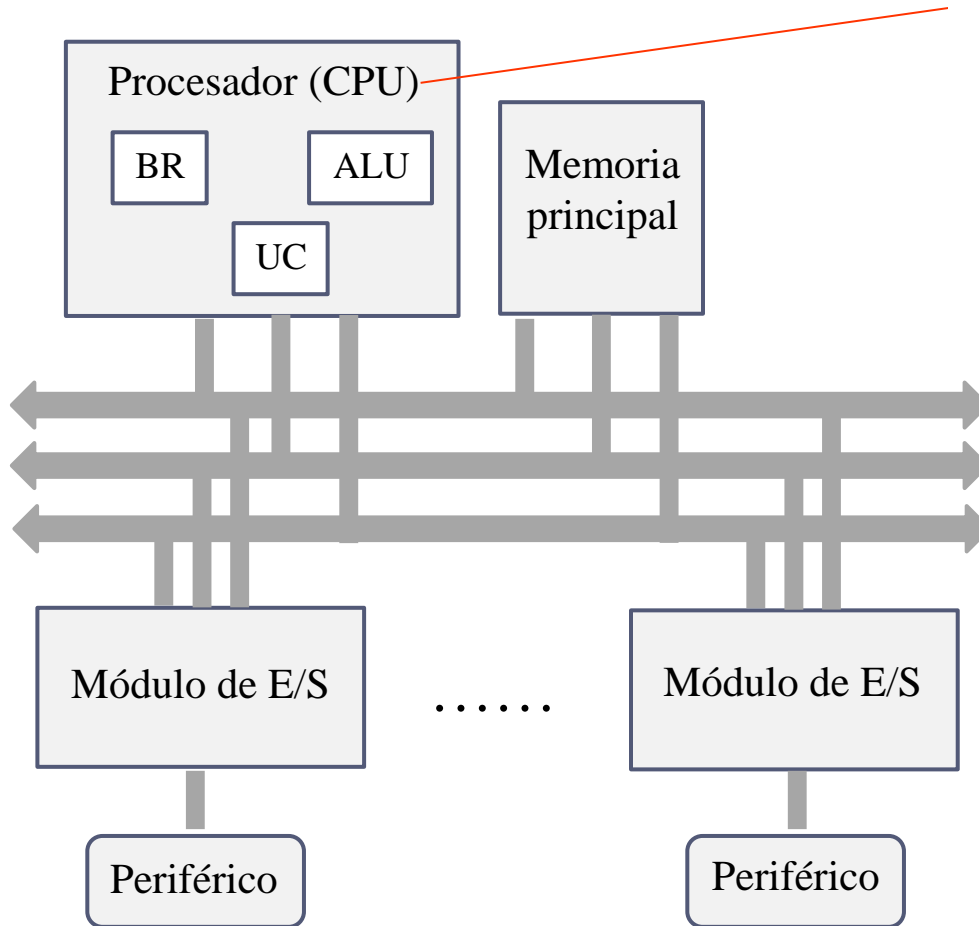 Procesador (CPU)
BR
ALU
UC
Memoria
principal
Módulo de E/S
......
Módulo de E/S
Periférico
Periférico